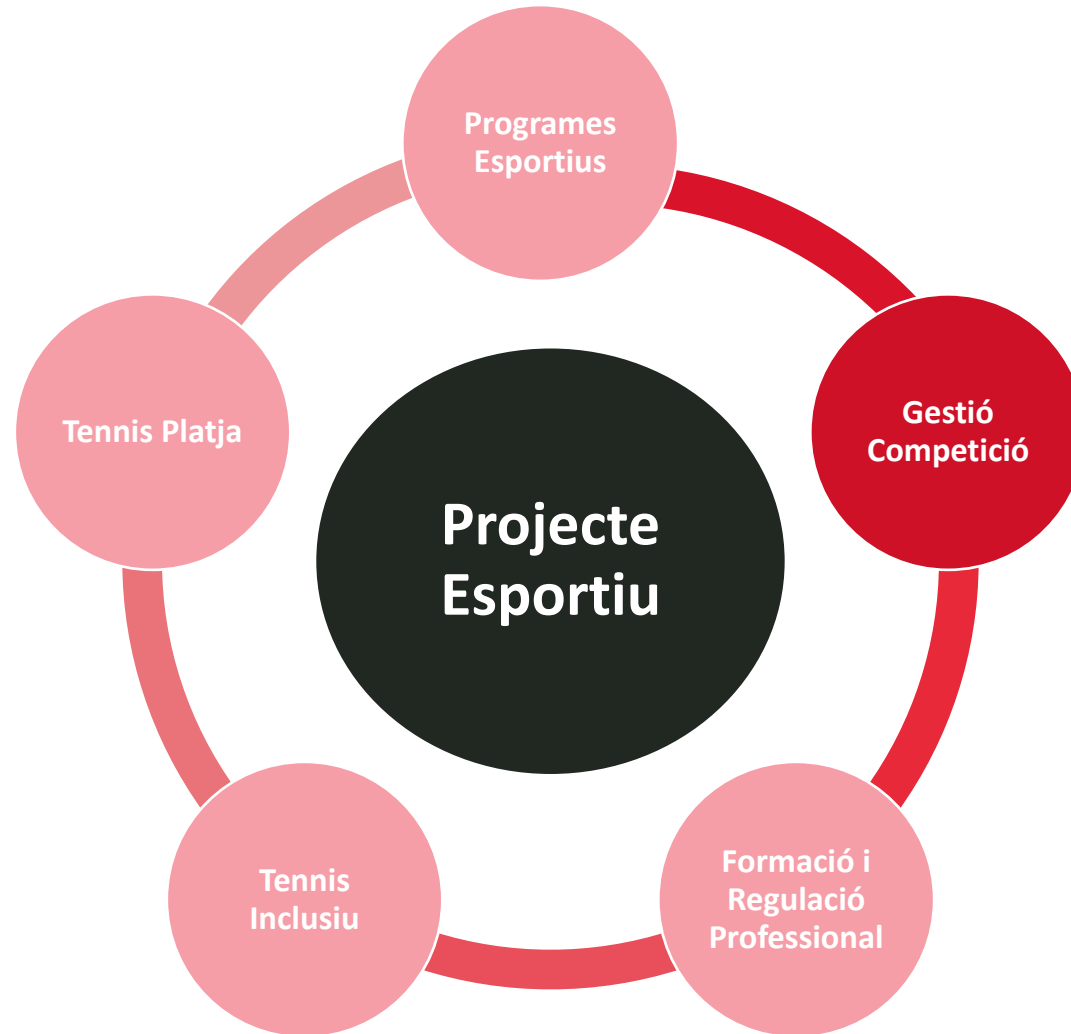 Programes
Esportius
Gestió
Competició
Formació i
Regulació
Professional
Tennis
Inclusiu
Tennis Platja
Projecte
Esportiu